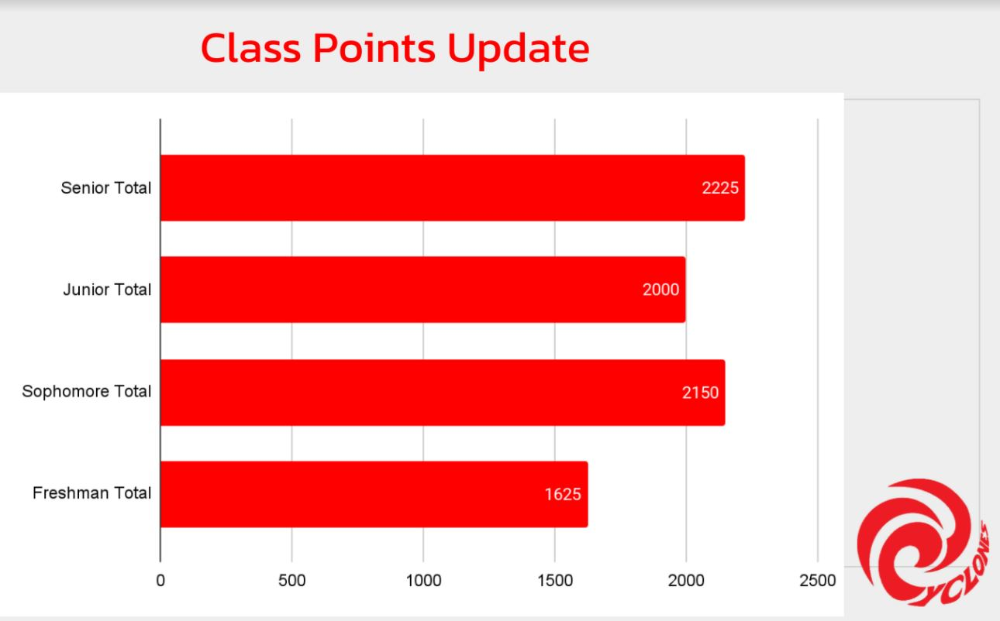 Class Points Update
Senior Total
2225
Junior Total
2000
Sophomore Total
2150
Freshman Total
1625
0 500 1000 1500 2000 2500
CYCLONES